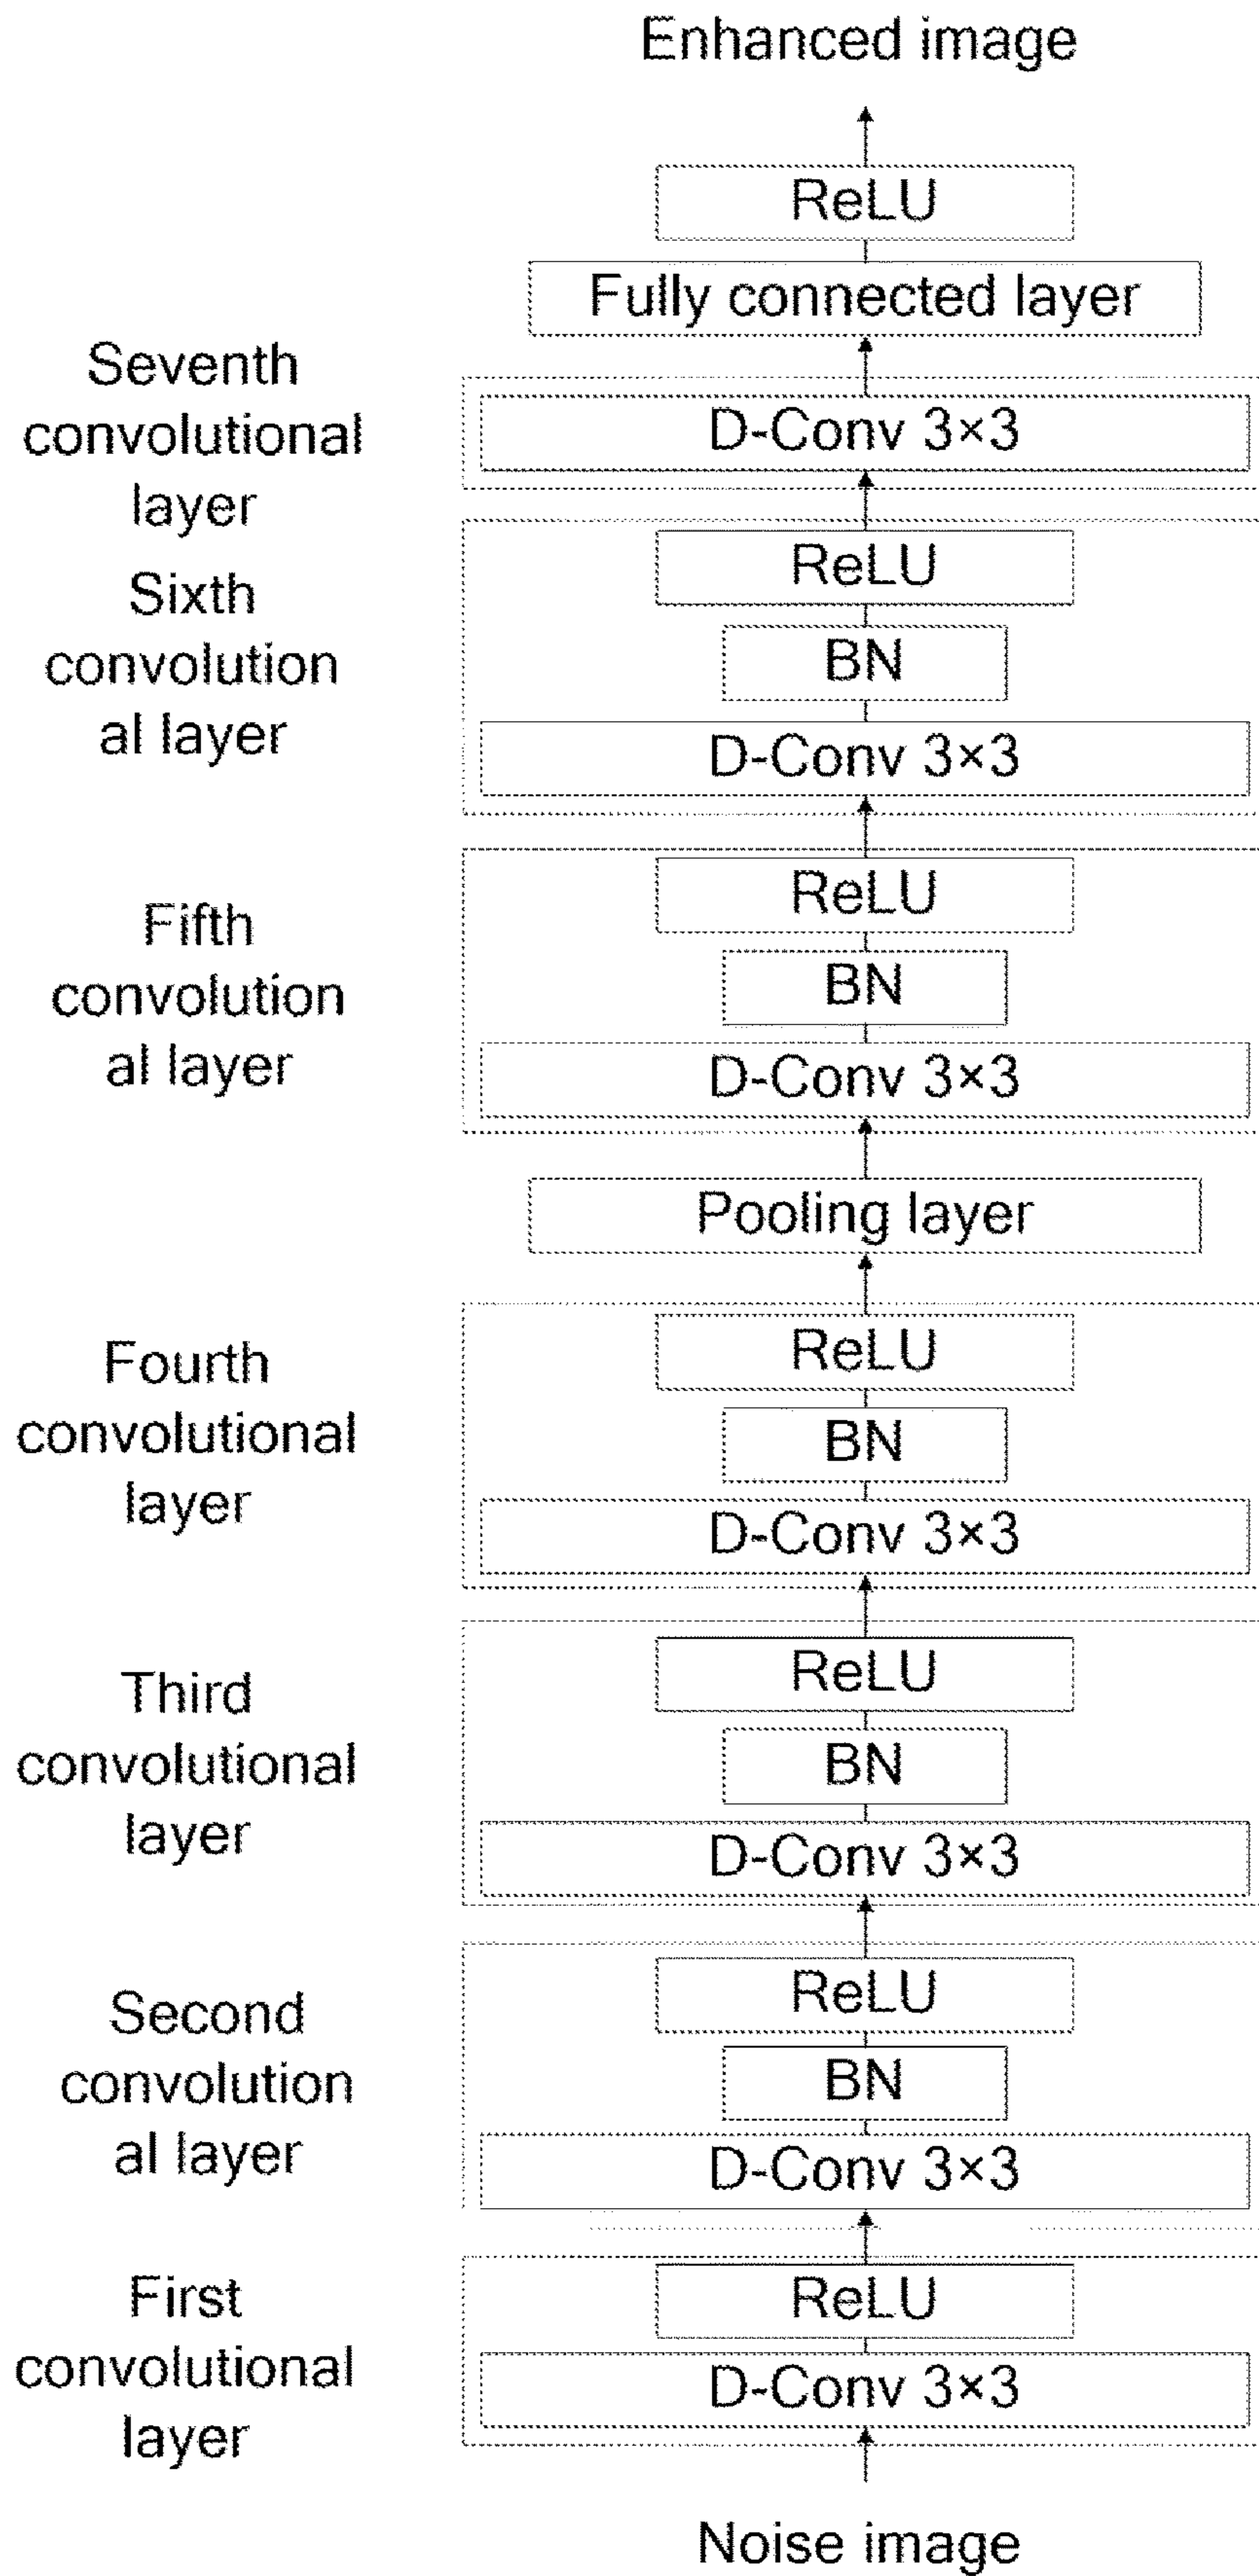 Enhanced image
ReLU
Fully connected layer
Seventh
convolutional
layer
D-Conv 3×3
Sixth
convolution
al layer
ReLU
BN
D-Conv 3×3
Fifth
convolution
al layer
ReLU
BN
D-Conv 3×3
Pooling layer
Fourth
convolutional
layer
ReLU
BN
D-Conv 3×3
Third
convolutional
layer
ReLU
BN
D-Conv 3×3
Second
convolution
al layer
ReLU
BN
D-Conv 3×3
First
convolutional
layer
ReLU
D-Conv 3×3
Noise image